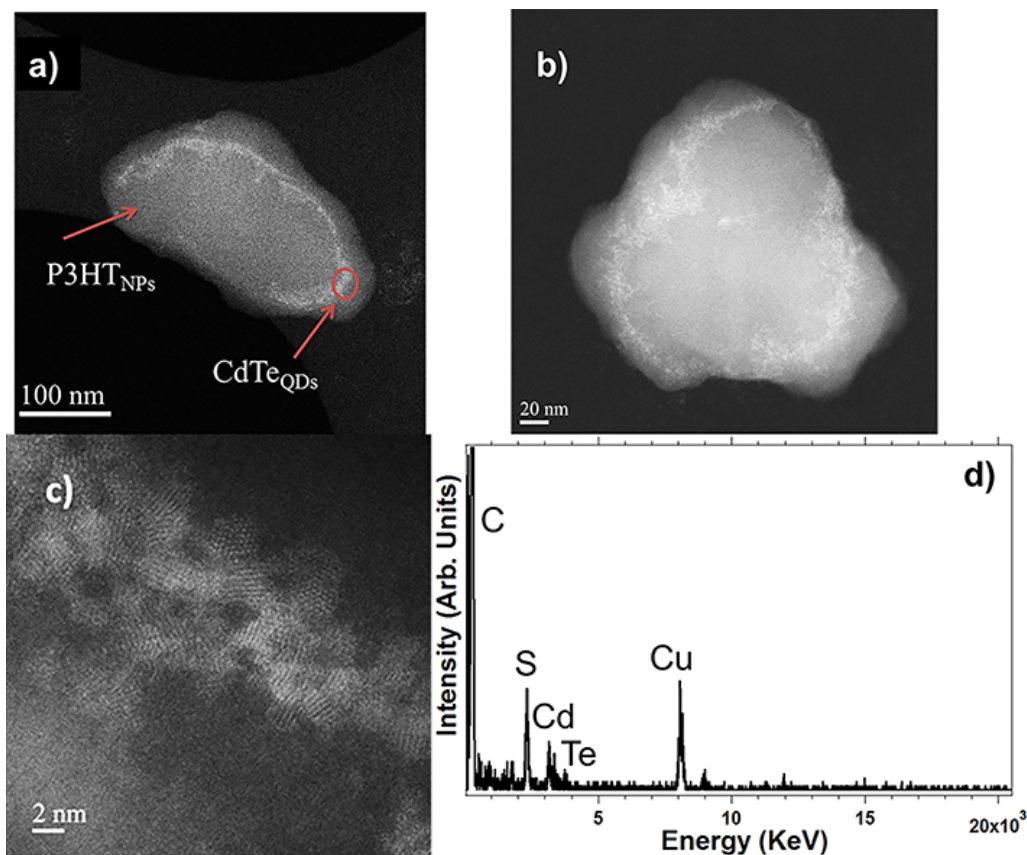 a)
P3HTNPs
CdTeQDs
100 nm
b)
20 nm
c)
2 nm
d)
Intensity (Arb. Units)
C
S
Cd
Te
Cu
5
10
15
20x10³
Energy (KeV)